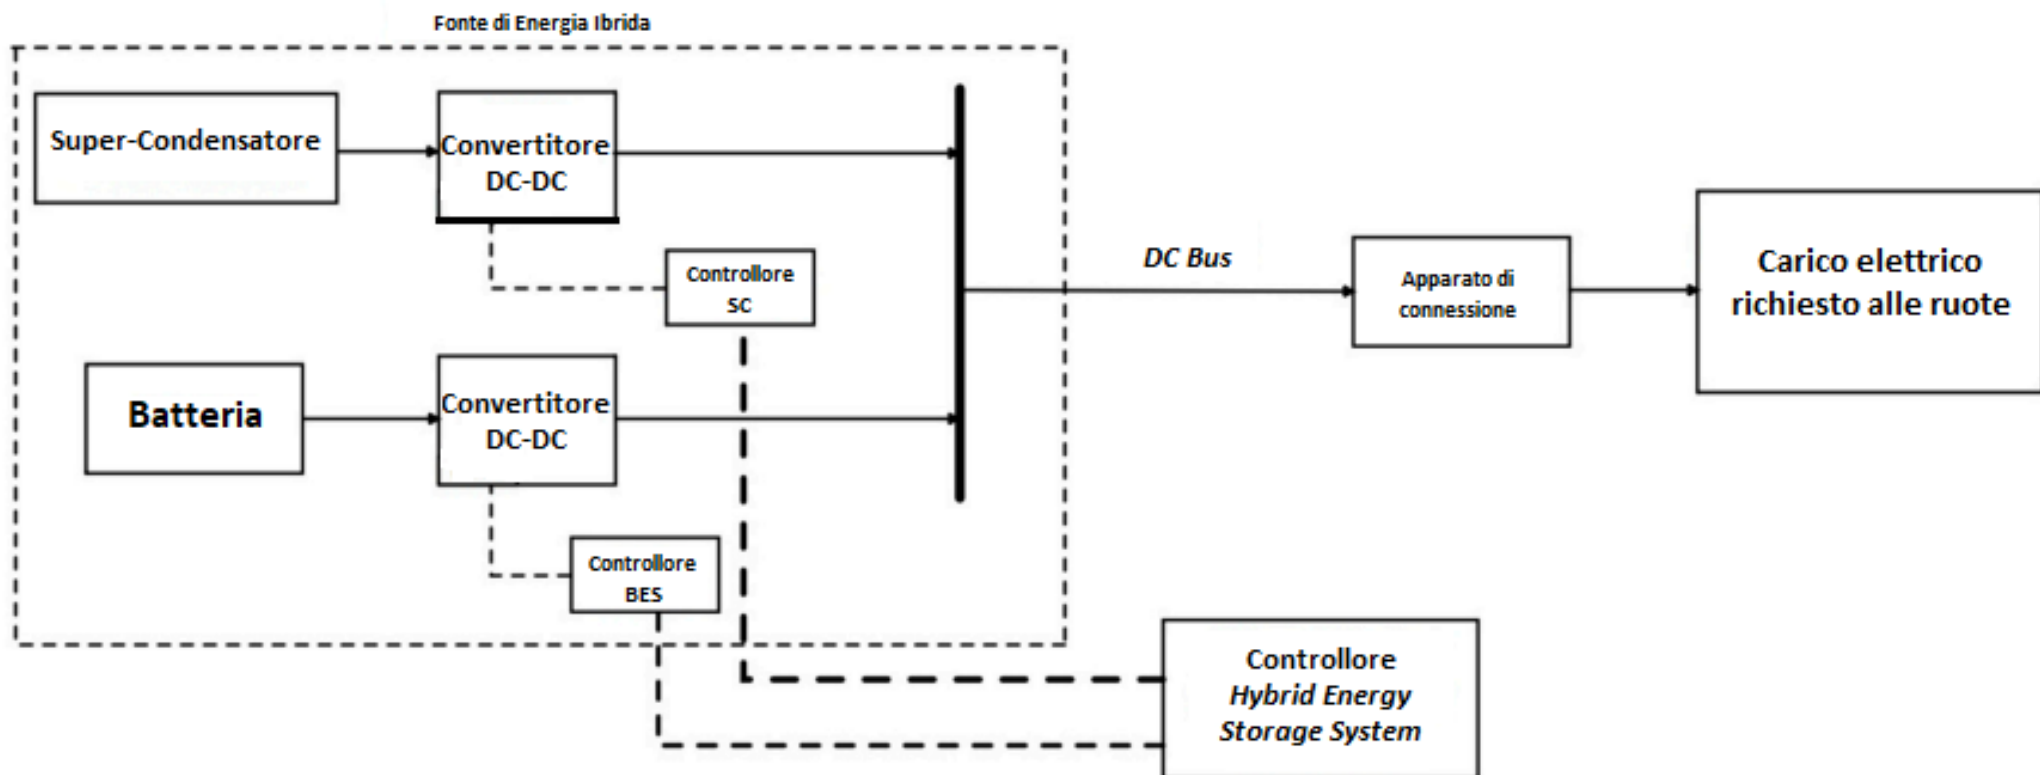 Fonte di Energia Ibrida
Super-Condensatore
Convertitore
DC-DC
Controllore
SC
DC Bus
Apparato di
connessione
Carico elettrico
richiesto alle ruote
Batteria
Convertitore
DC-DC
Controllore
BES
Controllore
Hybrid Energy
Storage System